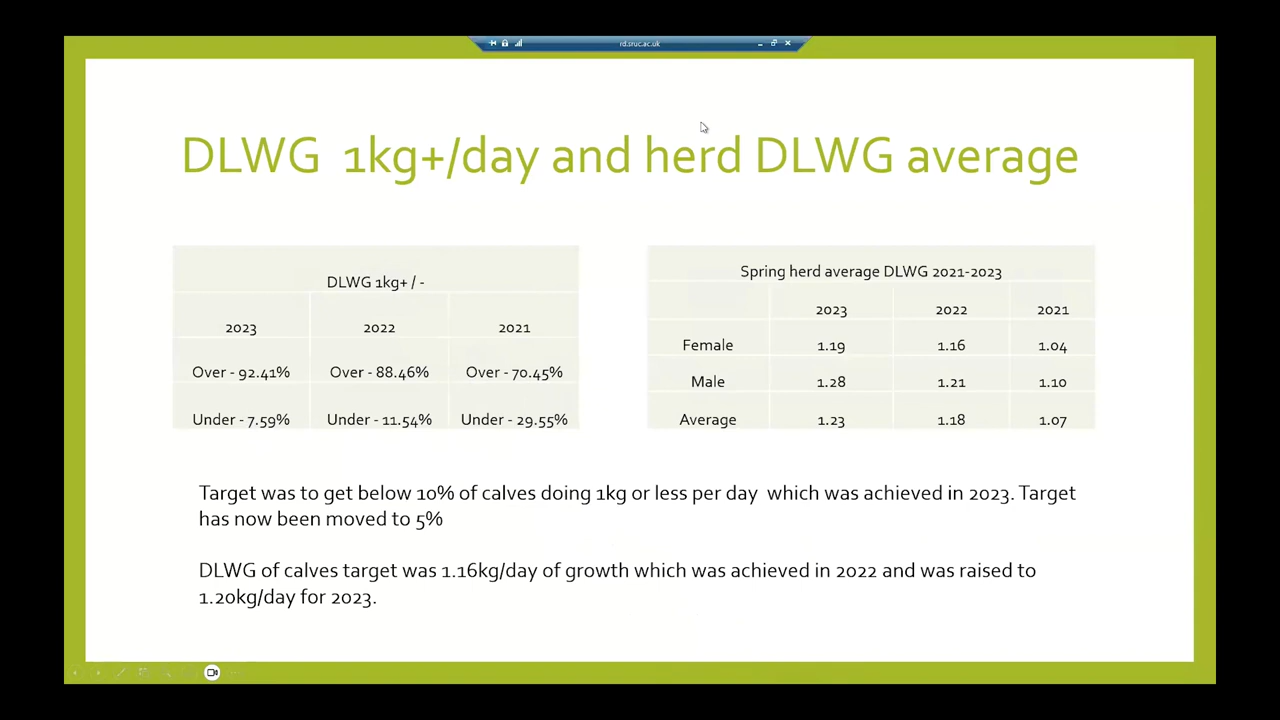 rd.sruc.ac.uk
DLWG 1kg+/day and herd DLWG average
DLWG 1kg+ / -
2023 2022 2021
Over - 92.41% Over - 88.46% Over - 70.45%
Under - 7.59% Under - 11.54% Under - 29.55%
Spring herd average DLWG 2021-2023
2023 2022 2021
Female 1.19 1.16 1.04
Male 1.28 1.21 1.10
Average 1.23 1.18 1.07
Target was to get below 10% of calves doing 1kg or less per day which was achieved in 2023. Target
has now been moved to 5%
DLWG of calves target was 1.16kg/day of growth which was achieved in 2022 and was raised to
1.20kg/day for 2023.